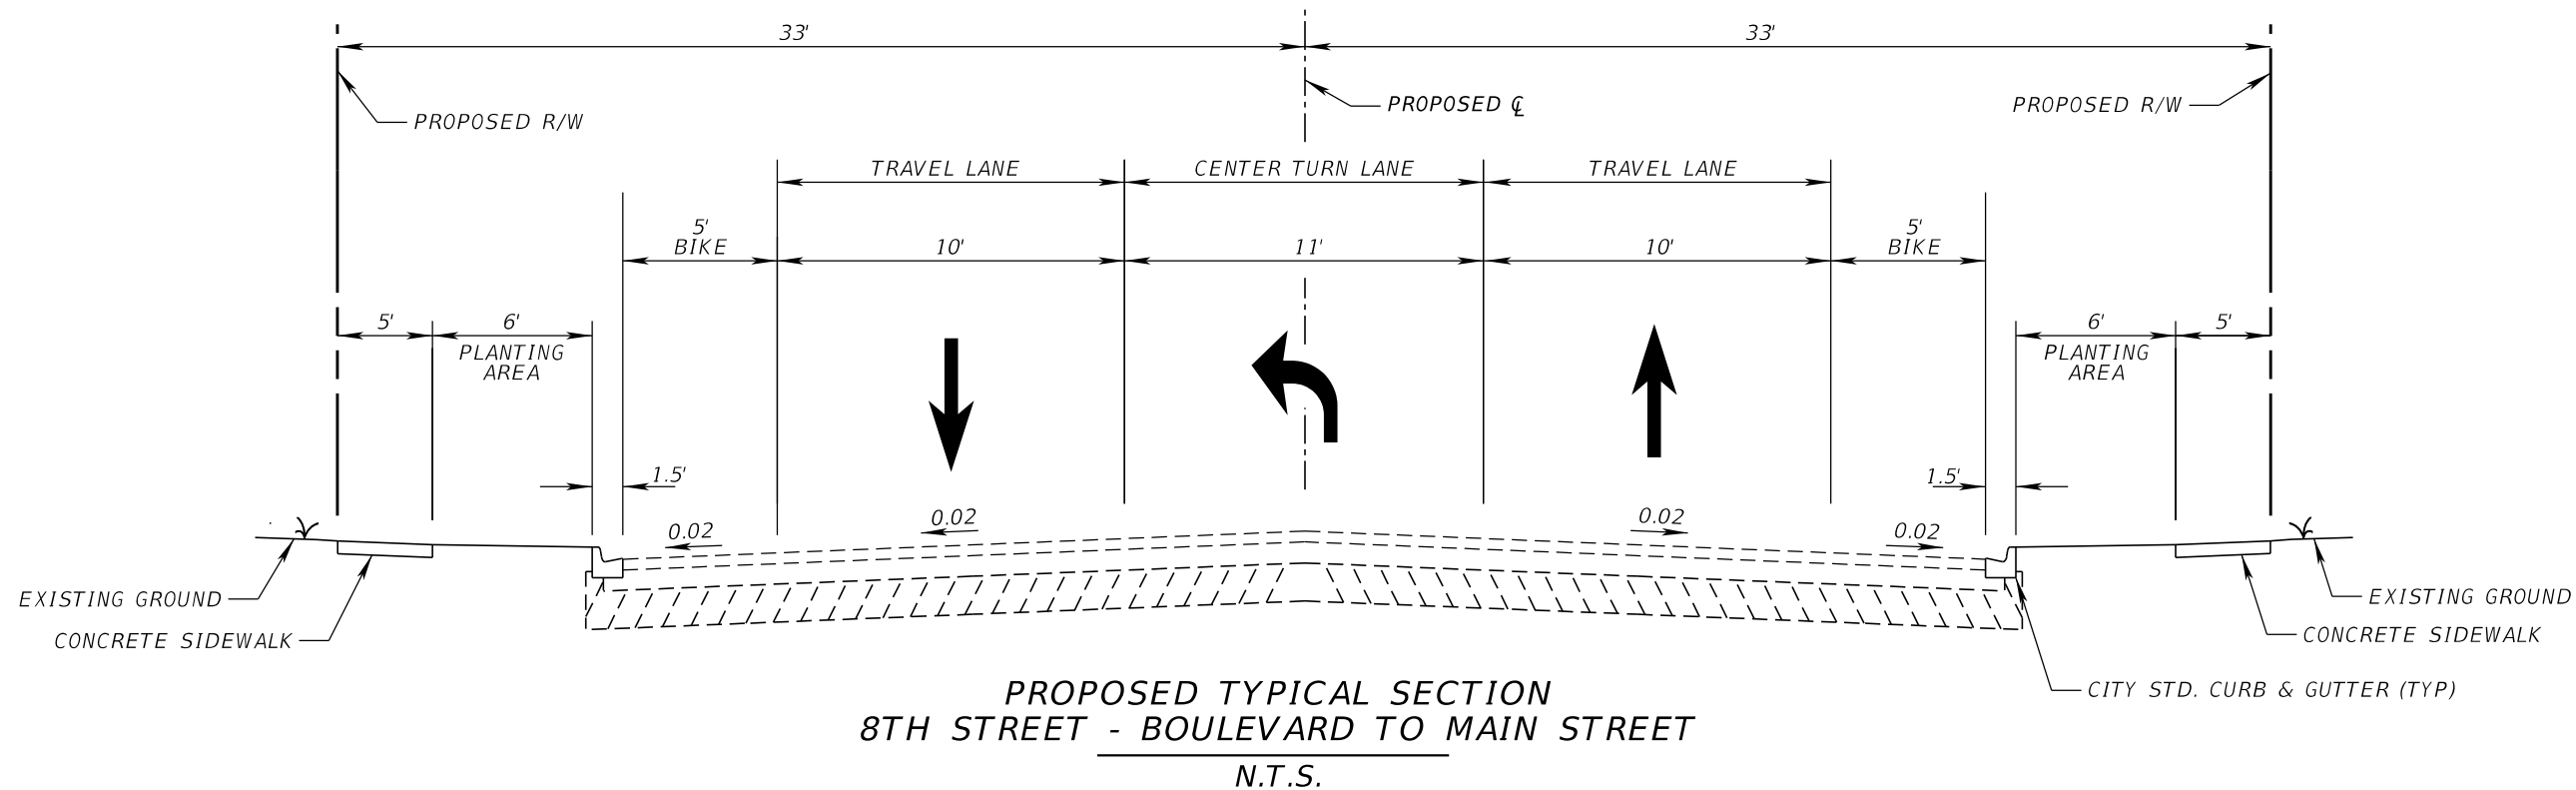 33'
33'
PROPOSED R/W
PROPOSED ℄
PROPOSED R/W
TRAVEL LANE
CENTER TURN LANE
TRAVEL LANE
5'
BIKE
10'
11'
10'
5'
BIKE
5'
6'
PLANTING
AREA
6'
PLANTING
AREA
5'
1.5'
1.5'
0.02
0.02
0.02
0.02
EXISTING GROUND
CONCRETE SIDEWALK
EXISTING GROUND
CONCRETE SIDEWALK
CITY STD. CURB & GUTTER (TYP)
PROPOSED TYPICAL SECTION
8TH STREET - BOULEVARD TO MAIN STREET
N.T.S.